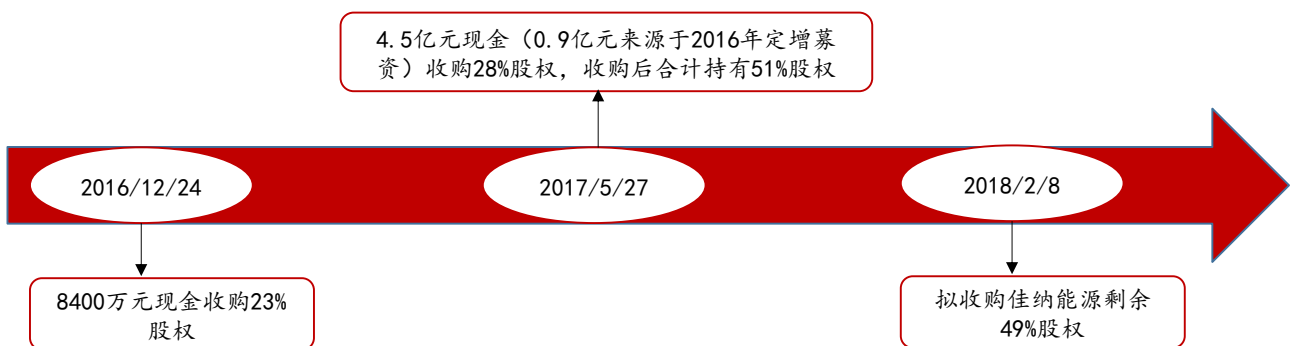 4.5亿元现金（0.9亿元来源于2016年定增募
资）收购28%股权，收购后合计持有51%股权
2016/12/24
2017/5/27
2018/2/8
8400万元现金收购23%
股权
拟收购佳纳能源剩余
49%股权